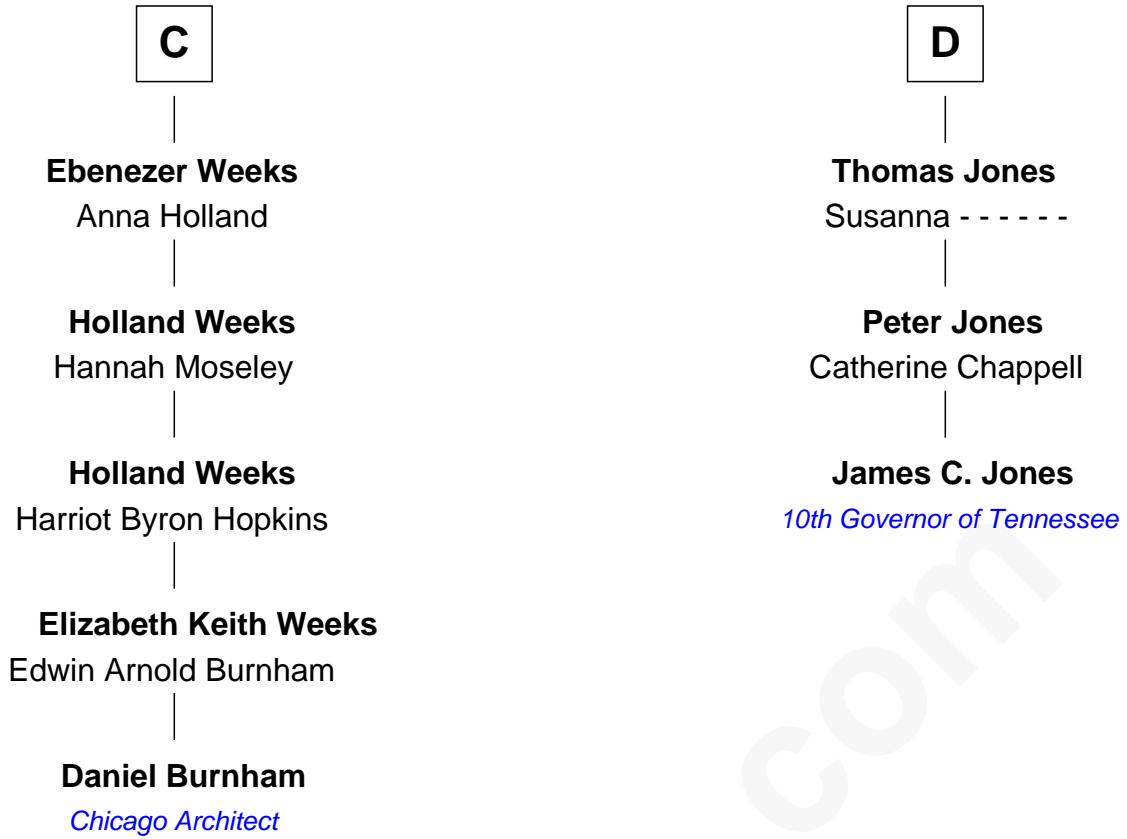 C
Ebenezer Weeks
Anna Holland
Holland Weeks
Hannah Moseley
Holland Weeks
Harriot Byron Hopkins
Elizabeth Keith Weeks
Edwin Arnold Burnham
Daniel Burnham
Chicago Architect
D
Thomas Jones
Susanna - - - - - -
Peter Jones
Catherine Chappell
James C. Jones
10th Governor of Tennessee
com